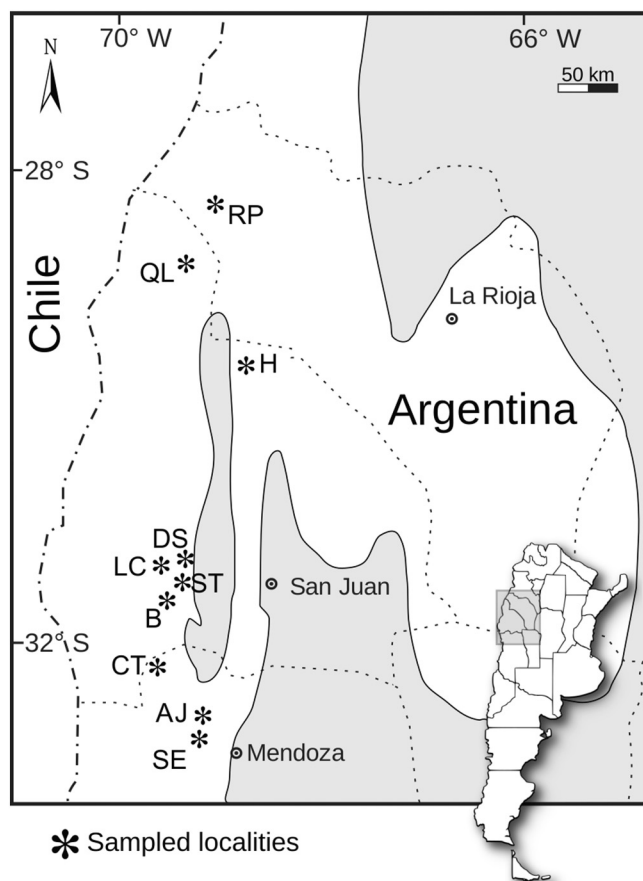 70° W
66° W
N
50 km
28° S
RP
QL
Chile
La Rioja
H
Argentina
DS
LC
ST
San Juan
B
32° S
CT
AJ
SE
Mendoza
Sampled localities